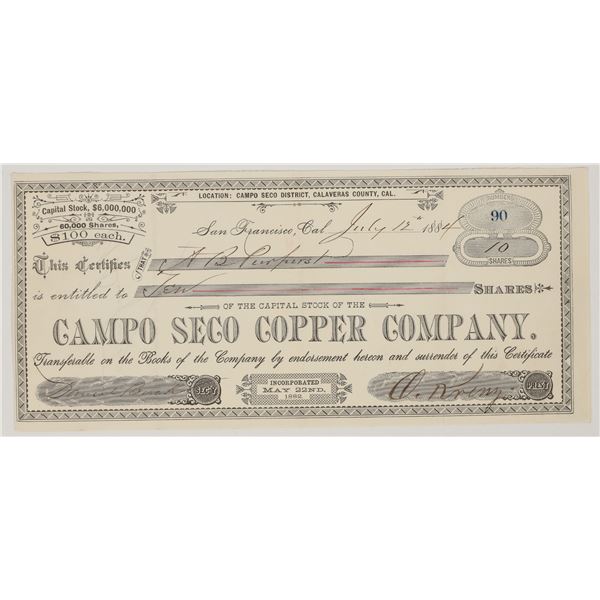 LOCATION: CAMPO SECO DISTRICT, CALAVERAS COUNTY, CAL.
Capital Stock, $6,000,000
60,000 Shares,
$100 each.
San Francisco, Cal July 12th 1884
NUMBER
90
10
SHARES
This Certifies
THAT
A B
is entitled to Ten SHARES
OF THE CAPITAL STOCK OF THE
CAMPO SECO COPPER COMPANY.
Transferable on the Books of the Company by endorsement hereon and surrender of this Certificate
SEC'Y
INCORPORATED
MAY 22ND.
1882.
PREST